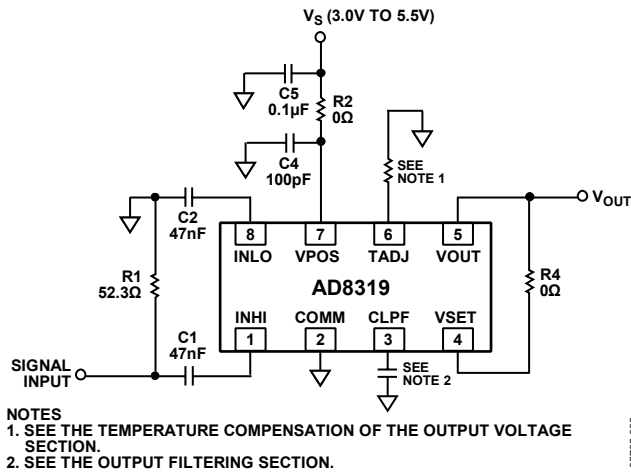 V_S (3.0V TO 5.5V)
C5
0.1µF
R2
0Ω
C4
100pF
SEE
NOTE 1
V_OUT
C2
47nF
8
7
6
5
INLO
VPOS
TADJ
VOUT
R1
52.3Ω
AD8319
R4
0Ω
INHI
COMM
CLPF
VSET
1
2
3
4
C1
47nF
SIGNAL
INPUT
SEE
NOTE 2
NOTES
1. SEE THE TEMPERATURE COMPENSATION OF THE OUTPUT VOLTAGE
SECTION.
2. SEE THE OUTPUT FILTERING SECTION.